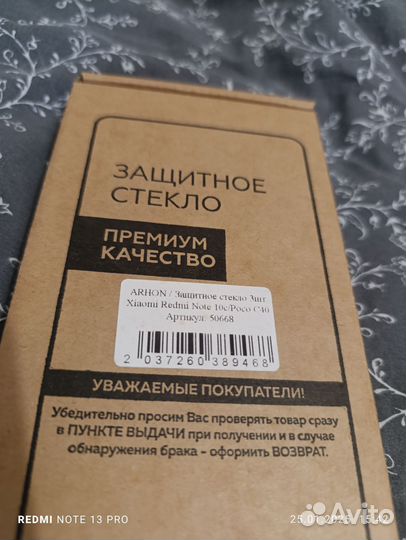 ЗАЩИТНОЕ
СТЕКЛО
ПРЕМИУМ
КАЧЕСТВО
ARHON / Защитное стекло 3шт
Xiaomi Redmi Note 10c/Poco C40
Артикул: 50668
2 037260 389468
УВАЖАЕМЫЕ ПОКУПАТЕЛИ!
Убедительно просим Вас проверять товар сразу
в ПУНКТЕ ВЫДАЧИ при получении и в случае
обнаружения брака - оформить ВОЗВРАТ.
REDMI NOTE 13 PRO
Avito